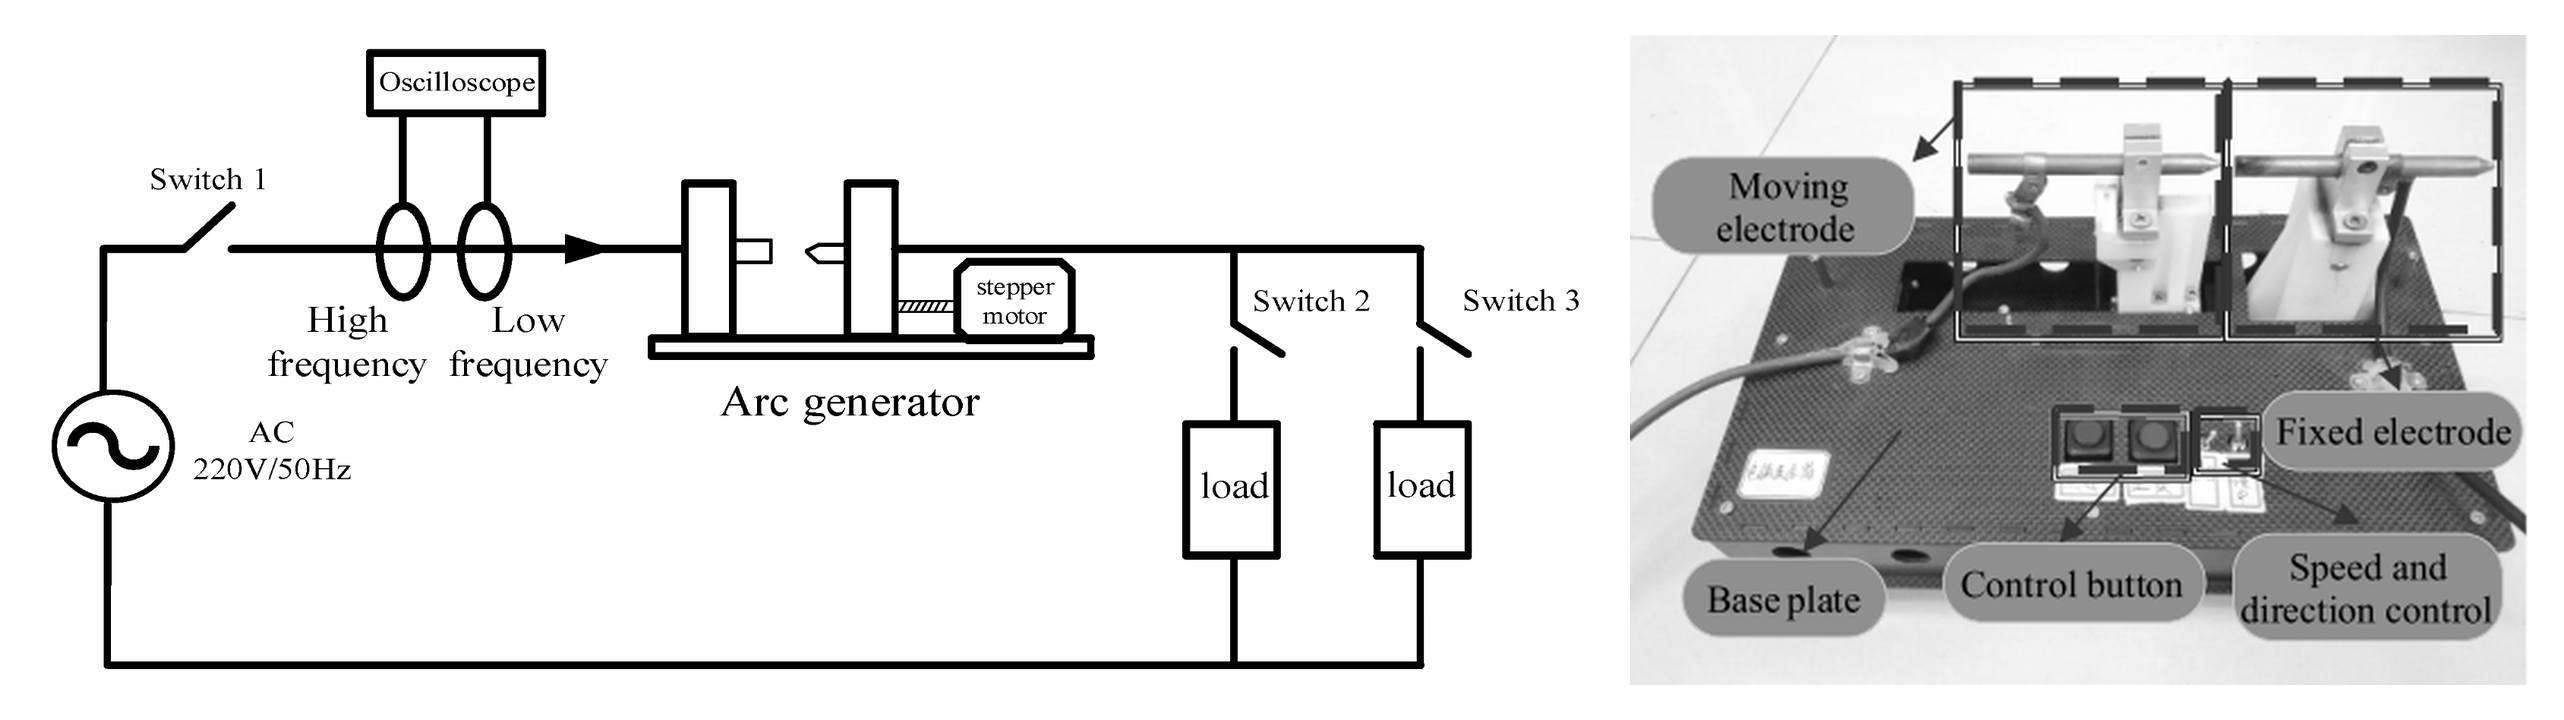 Oscilloscope
Switch 1
High
frequency
Low
frequency
AC
220V/50Hz
Arc generator
stepper
motor
Switch 2
Switch 3
load
load
Moving
electrode
Fixed electrode
Base plate
Control button
Speed and
direction control